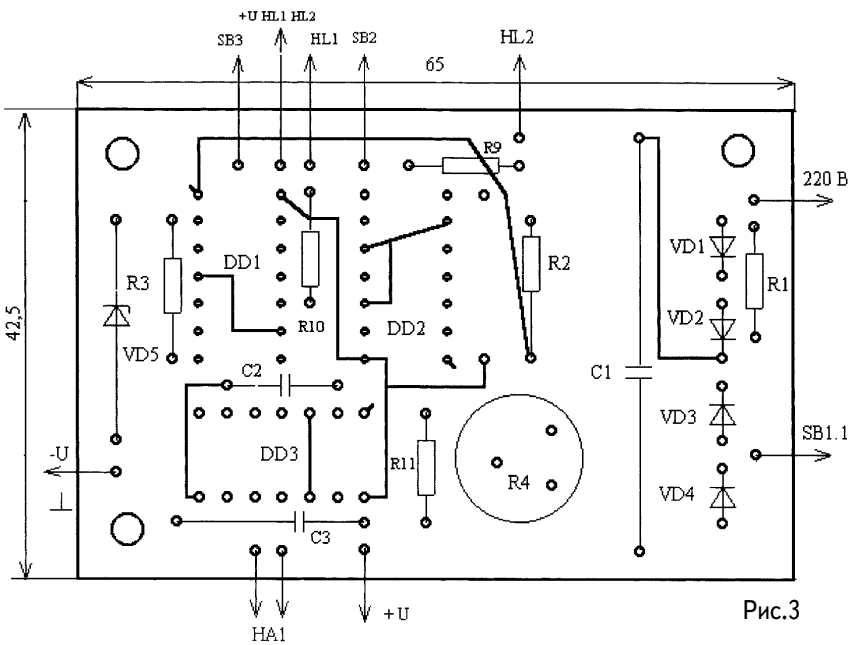 +U HL1 HL2
SB3
HL1
SB2
HL2
65
R9
220 В
VD1
R3
DD1
R2
R1
R10
DD2
VD2
42,5
VD5
C2
C1
VD3
SB1.1
DD3
R11
R4
-U
VD4
⊥
C3
HA1
+U
Рис.3